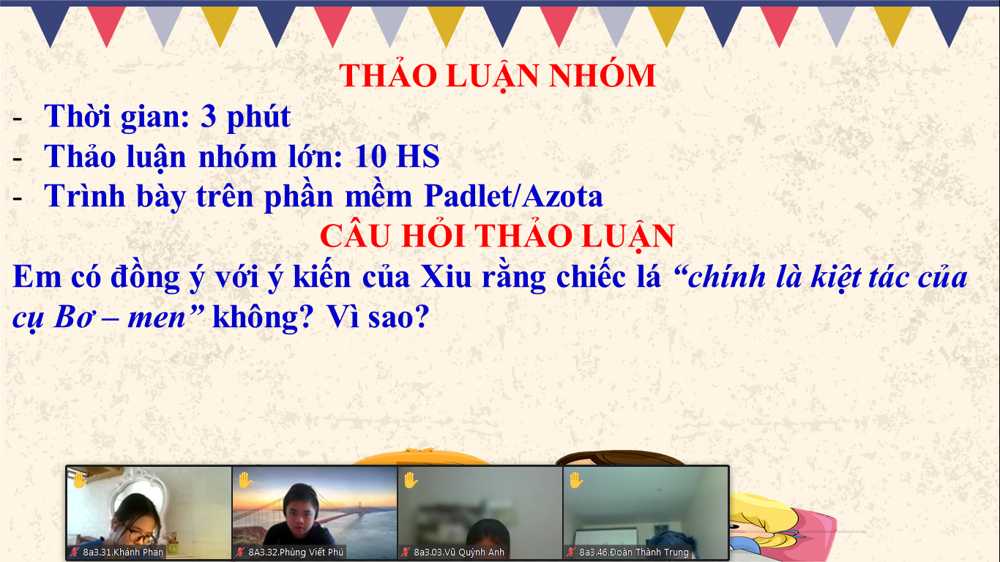 THẢO LUẬN NHÓM
- Thời gian: 3 phút
- Thảo luận nhóm lớn: 10 HS
- Trình bày trên phần mềm Padlet/Azota
CÂU HỎI THẢO LUẬN
Em có đồng ý với ý kiến của Xiu rằng chiếc lá “chính là kiệt tác của
cụ Bơ – men” không? Vì sao?
8a3.31.Khánh Phan
8A3.32.Phùng Viết Phú
8a3.03.Vũ Quỳnh Anh
8a3.46.Đoàn Thành Trung